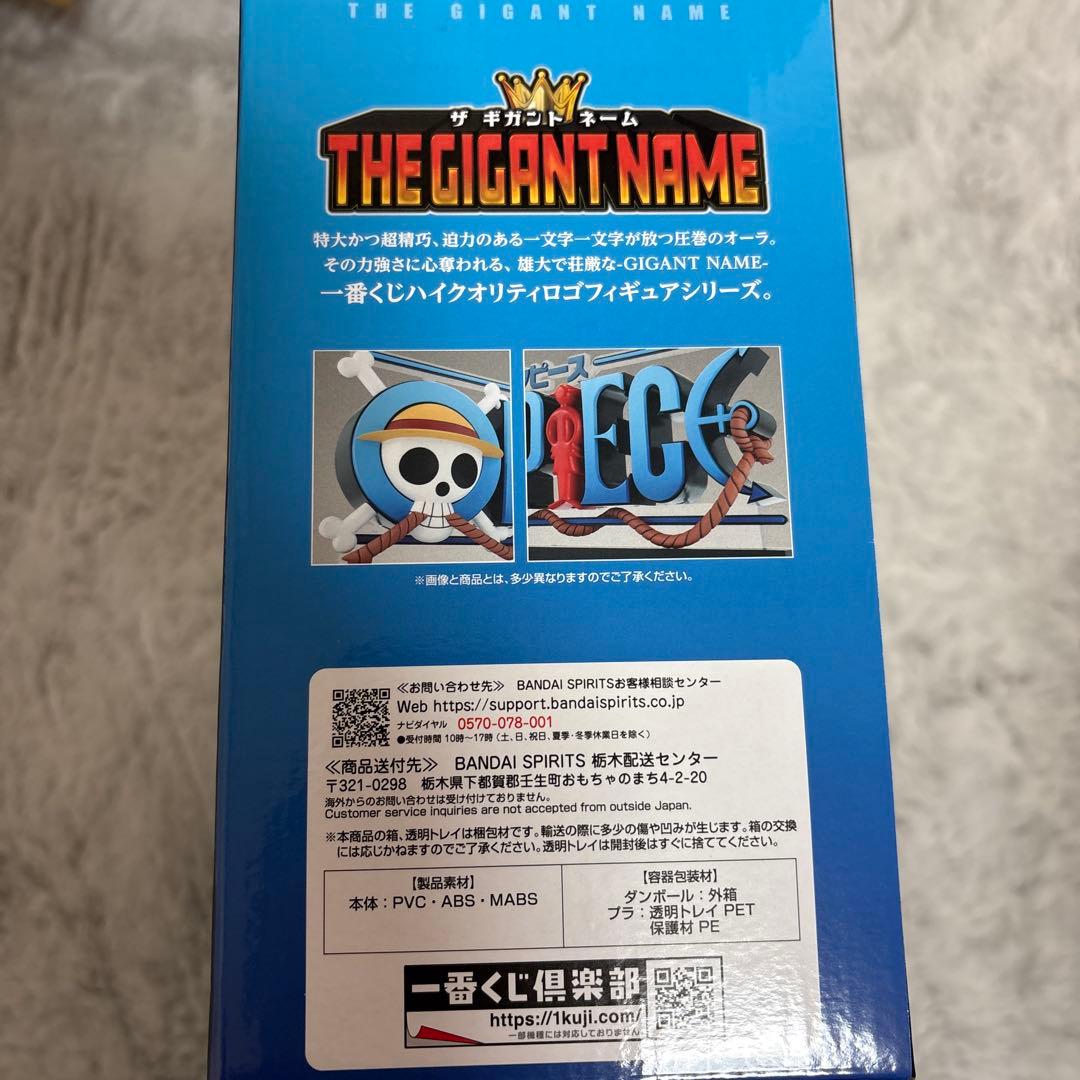 THE GIGANT NAME
ザ ギガント ネーム
THE GIGANT NAME
特大かつ超精巧、迫力のある一文字一文字が放つ圧巻のオーラ。
その力強さに心奪われる、雄大で荘厳な-GIGANT NAME-
一番くじハイクオリティロゴフィギュアシリーズ。
ピース
PIECE
※画像と商品とは、多少異なりますのでご了承ください。
≪お問い合わせ先≫ BANDAI SPIRITSお客様相談センター
Web https://support.bandaispirits.co.jp
ナビダイヤル 0570-078-001
●受付時間 10時～17時（土、日、祝日、夏季・冬季休業日を除く）
≪商品送付先≫ BANDAI SPIRITS 栃木配送センター
〒321-0298 栃木県下都賀郡壬生町おもちゃのまち4-2-20
海外からのお問い合わせは受け付けておりません。
Customer service inquiries are not accepted from outside Japan.
※本商品の箱、透明トレイは梱包材です。輸送の際に多少の傷や凹みが生じます。箱の交換
には応じかねますのでご了承ください。透明トレイは開封後はすぐに捨ててください。
【製品素材】
本体：PVC・ABS・MABS
【容器包装材】
ダンボール：外箱
プラ：透明トレイ PET
保護材 PE
一番くじ倶楽部
https://1kuji.com/
一部機種には対応しておりません